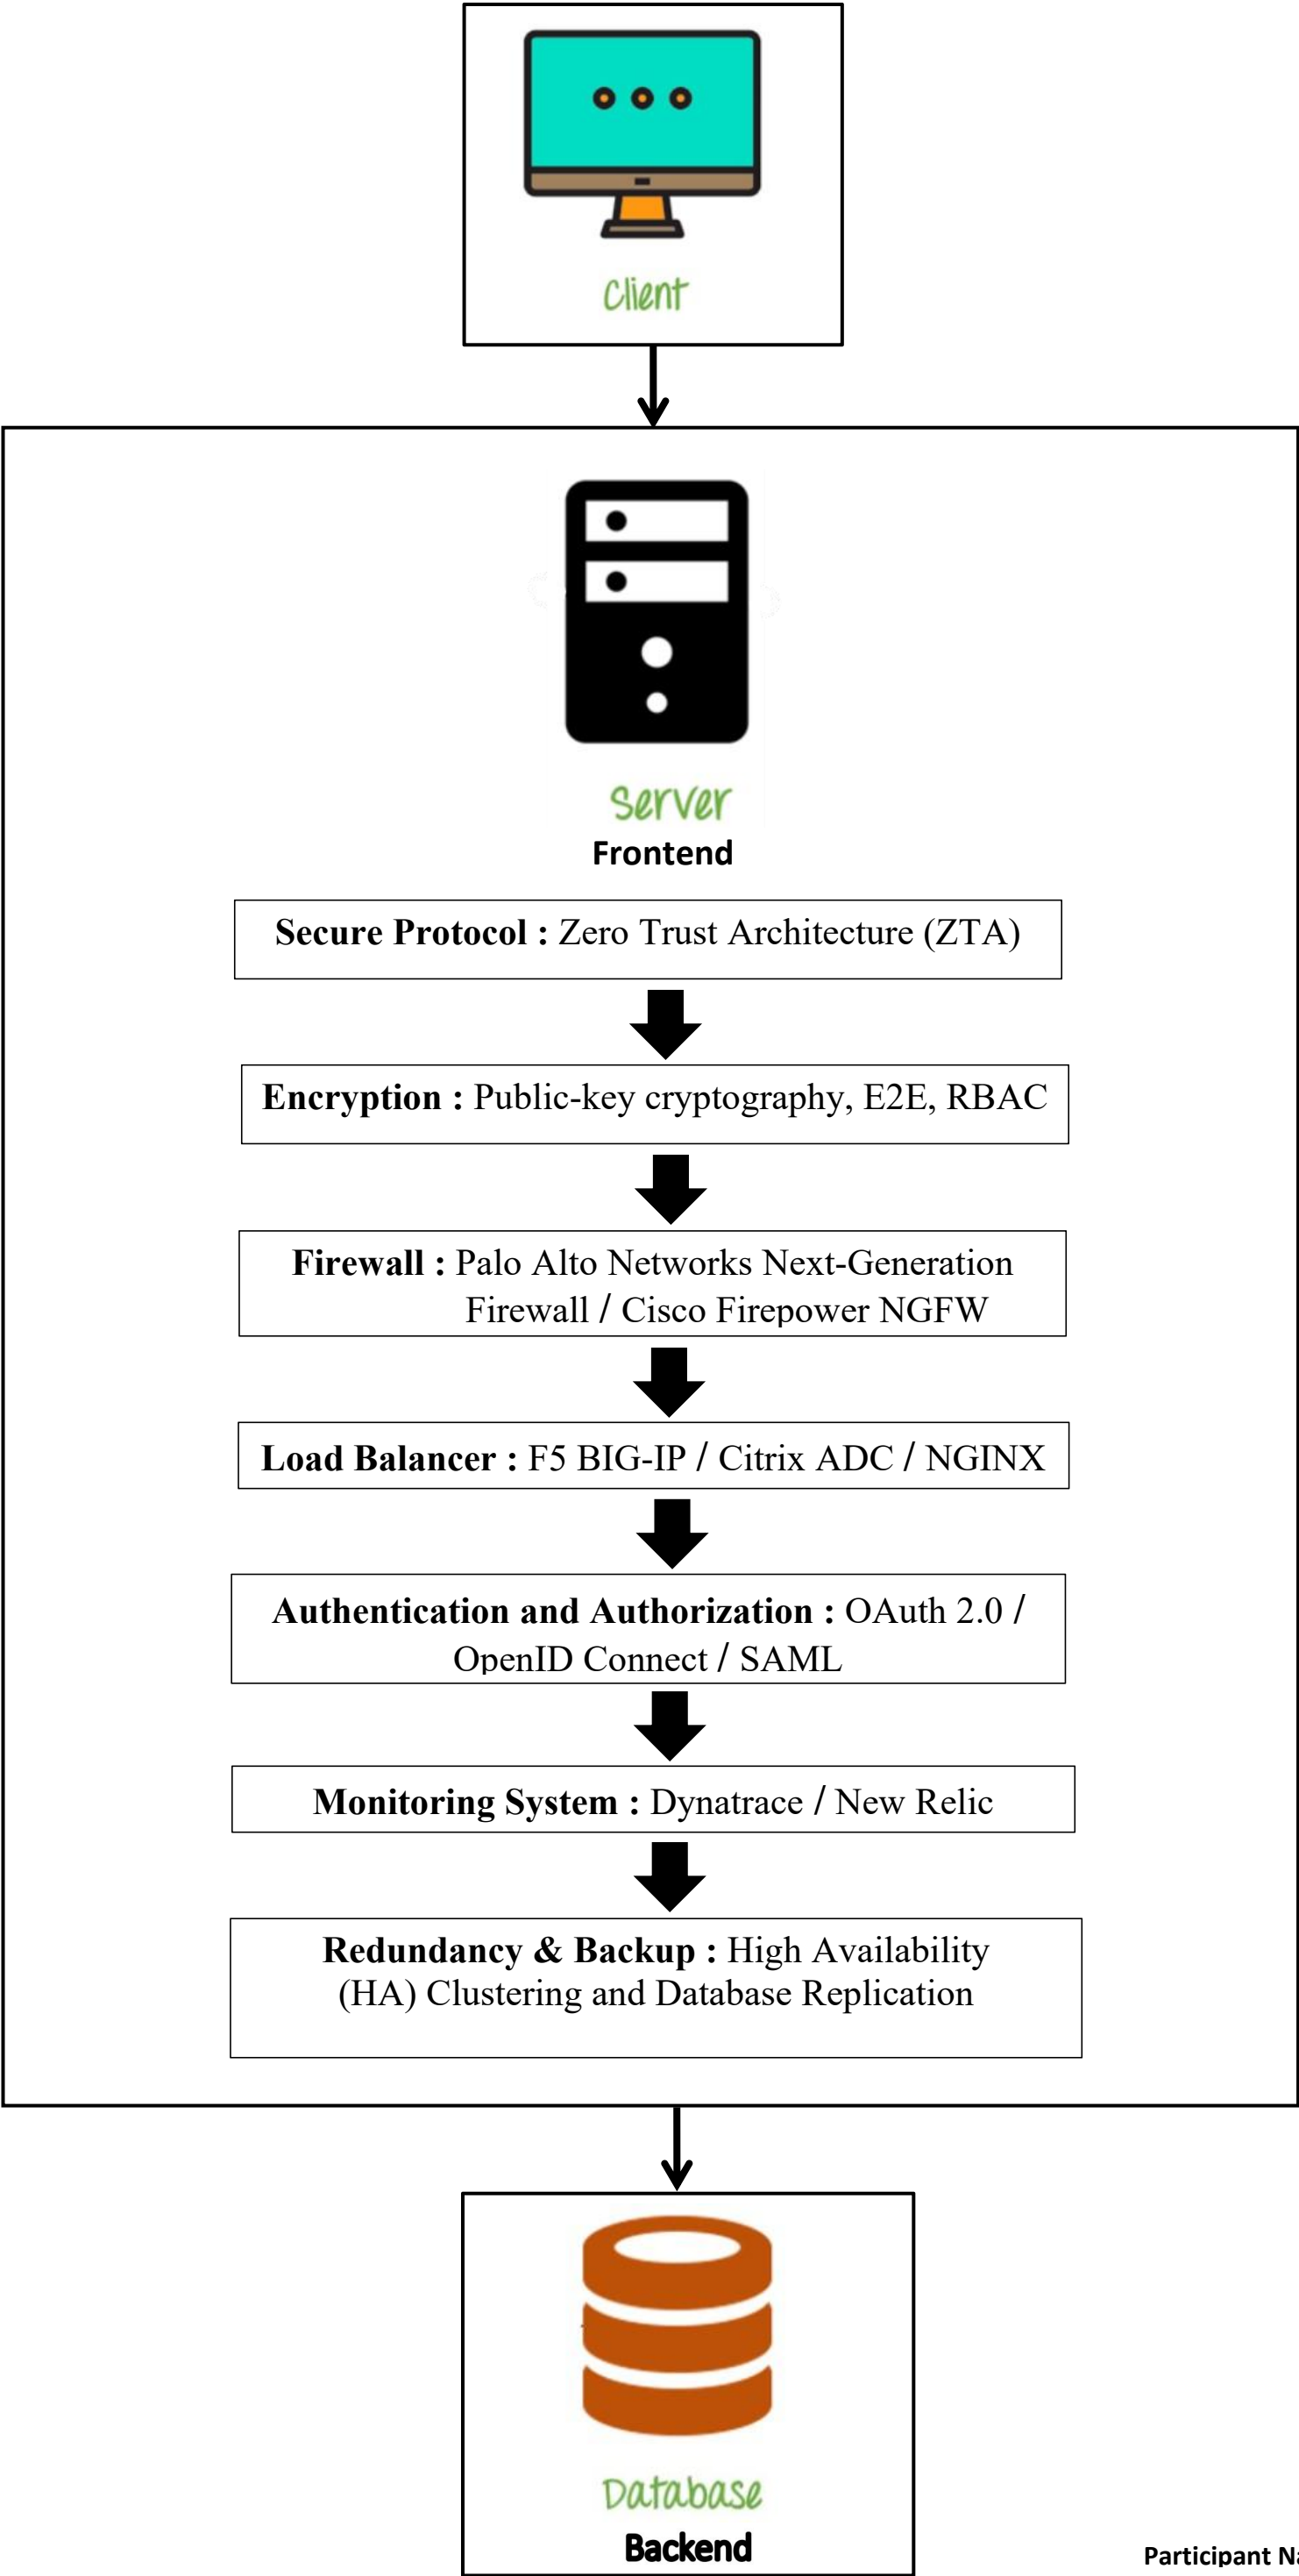 Client
Server
Frontend
Secure Protocol : Zero Trust Architecture (ZTA)
Encryption : Public-key cryptography, E2E, RBAC
Firewall : Palo Alto Networks Next-Generation
Firewall / Cisco Firepower NGFW
Load Balancer : F5 BIG-IP / Citrix ADC / NGINX
Authentication and Authorization : OAuth 2.0 /
OpenID Connect / SAML
Monitoring System : Dynatrace / New Relic
Redundancy & Backup : High Availability
(HA) Clustering and Database Replication
Database
Backend
Participant